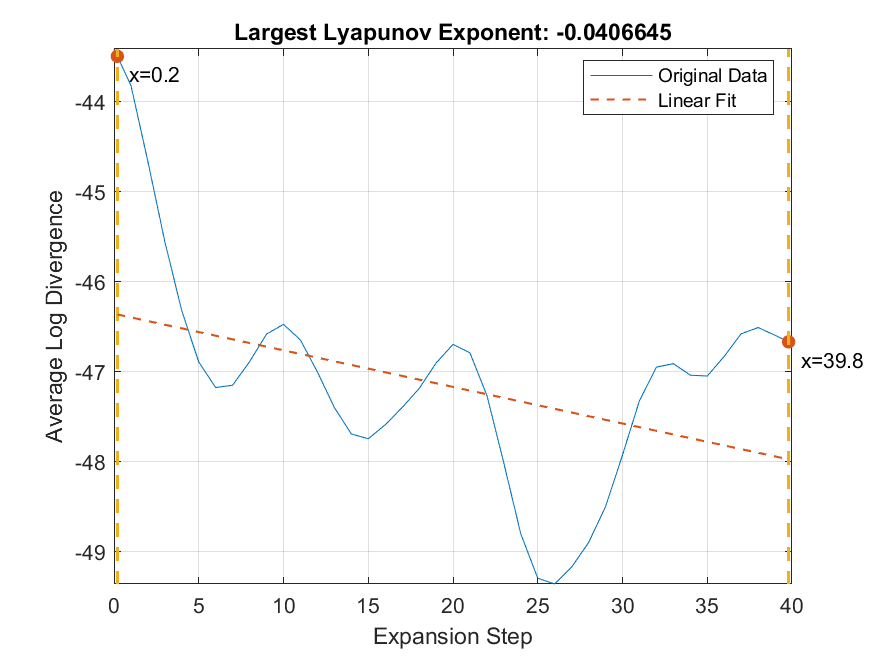 Largest Lyapunov Exponent: -0.0406645
Original Data
Linear Fit
x=0.2
x=39.8
Average Log Divergence
-44
-45
-46
-47
-48
-49
0 5 10 15 20 25 30 35 40
Expansion Step